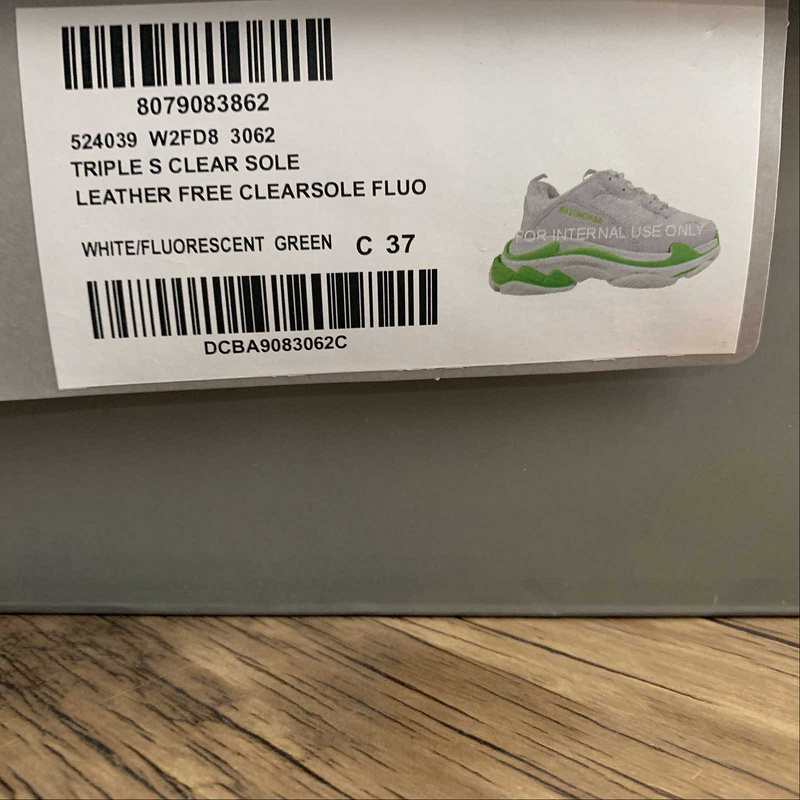 8079083862
524039 W2FD8 3062
TRIPLE S CLEAR SOLE
LEATHER FREE CLEARSOLE FLUO
WHITE/FLUORESCENT GREEN C 37
DCBA9083062C
BALENCIAGA
FOR INTERNAL USE ONLY